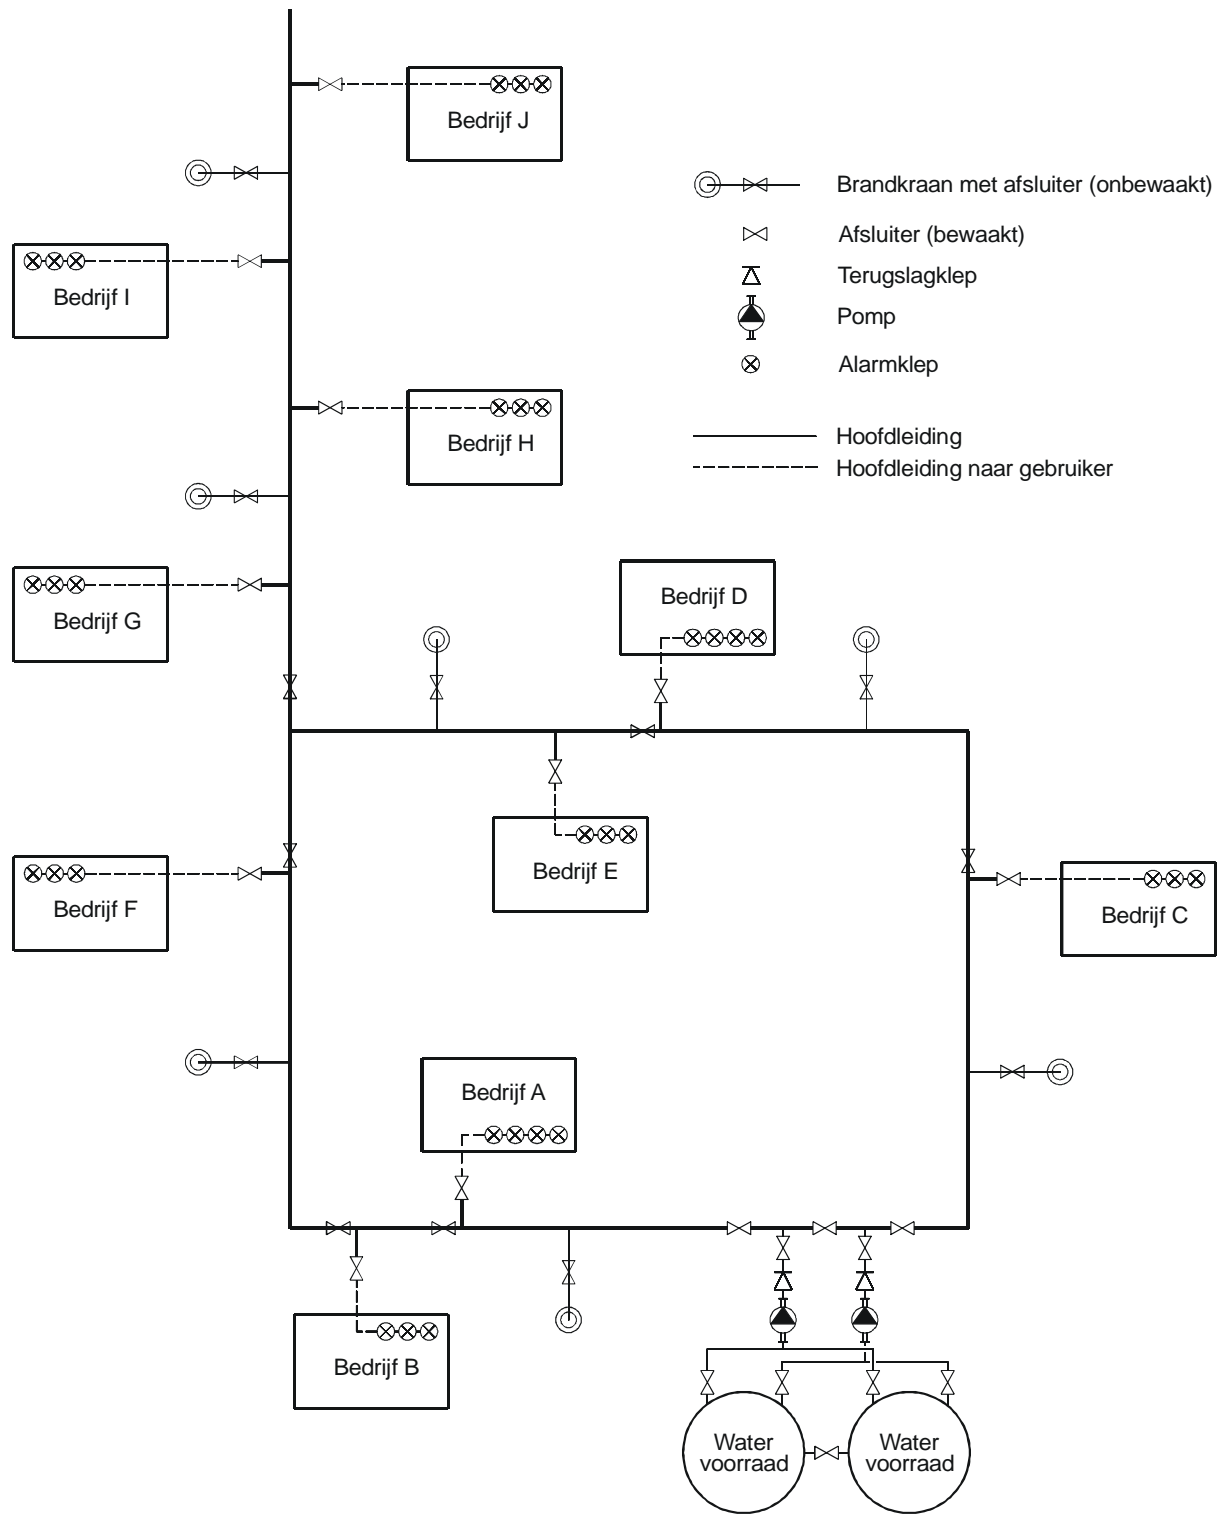 Bedrijf J
Brandkraan met afsluiter (onbewaakt)
Afsluiter (bewaakt)
Terugslagklep
Pomp
Alarmklep
Hoofdleiding
Hoofdleiding naar gebruiker
Bedrijf I
Bedrijf H
Bedrijf G
Bedrijf D
Bedrijf E
Bedrijf F
Bedrijf C
Bedrijf A
Bedrijf B
Water
voorraad
Water
voorraad